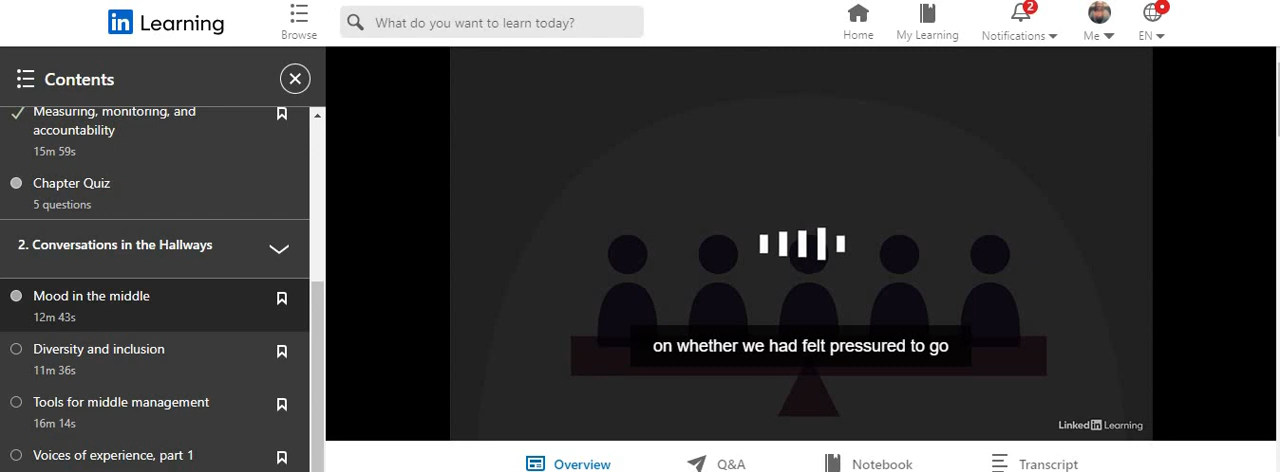 in Learning
Browse
What do you want to learn today?
Home
My Learning
2
Notifications
Me
EN
Contents
Measuring, monitoring, and
accountability
15m 59s
Chapter Quiz
5 questions
2. Conversations in the Hallways
Mood in the middle
12m 43s
Diversity and inclusion
11m 36s
Tools for middle management
16m 14s
Voices of experience, part 1
on whether we had felt pressured to go
Linked in Learning
Overview
Q&A
Notebook
Transcript